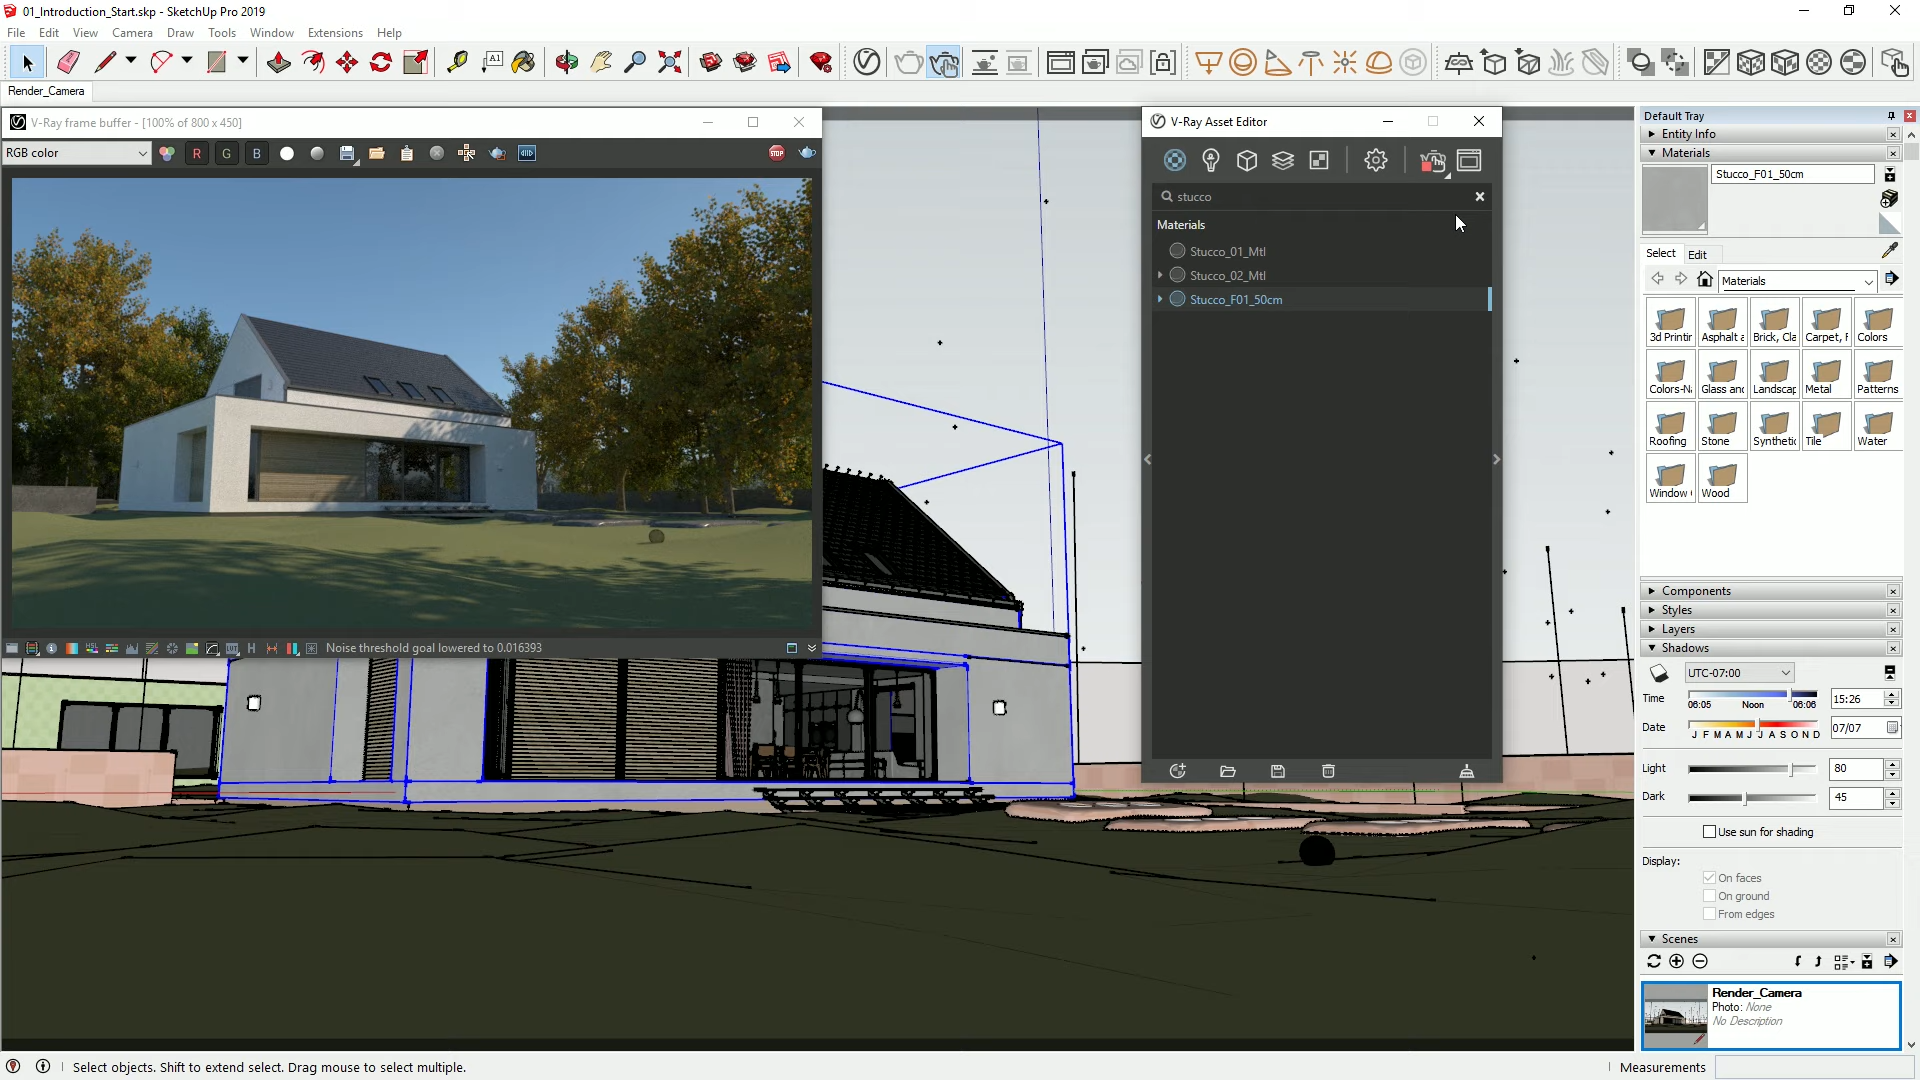 01_Introduction_Start.skp - SketchUp Pro 2019
File Edit View Camera Draw Tools Window Extensions Help
Render_Camera
V-Ray frame buffer - [100% of 800 x 450]
RGB color
R G B
STOP
Noise threshold goal lowered to 0.016393
V-Ray Asset Editor
stucco
Materials
Stucco_01_Mtl
Stucco_02_Mtl
Stucco_F01_50cm
Default Tray
Entity Info
Materials
Stucco_F01_50cm
Select Edit
Materials
3d Printir Asphalt a Brick, Cla Carpet, F Colors
Colors-Na Glass and Landscap Metal Patterns
Roofing Stone Synthetic Tile Water
Window Wood
Components
Styles
Layers
Shadows
UTC-07:00
Time 06:05 Noon 06:06 15:26
Date J F M A M J J A S O N D 07/07
Light 80
Dark 45
Use sun for shading
Display:
On faces
On ground
From edges
Scenes
Render_Camera
Photo: None
No Description
Select objects. Shift to extend select. Drag mouse to select multiple.
Measurements